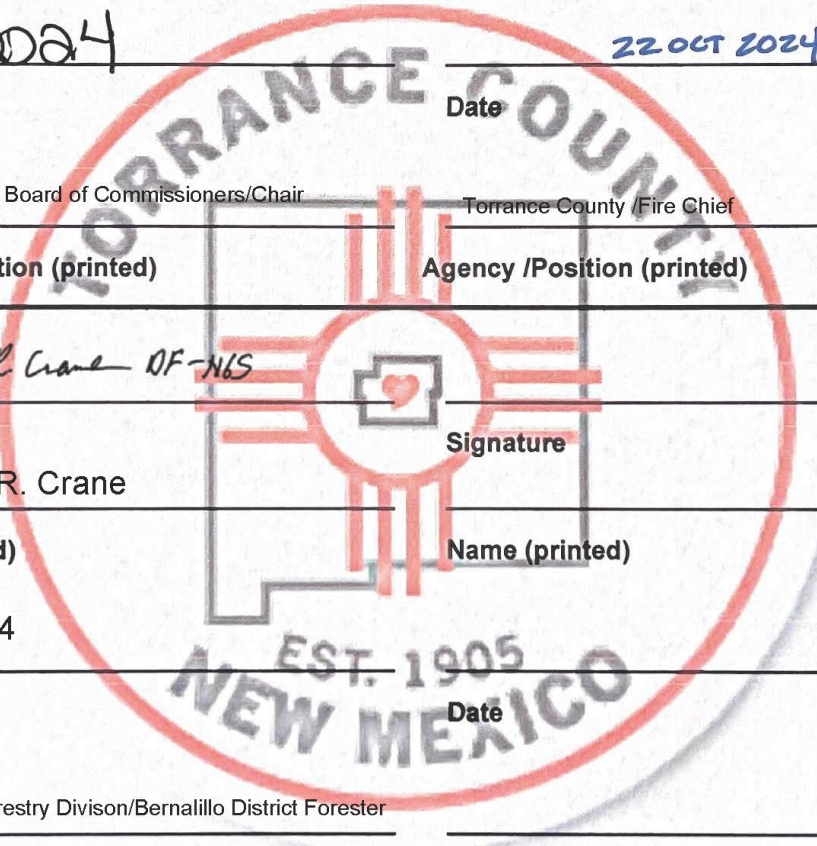 2024
22 OCT 2024
Date
Board of Commissioners/Chair
Torrance County /Fire Chief
tion (printed)
Agency /Position (printed)
Crane DF-N6S
Signature
R. Crane
d)
Name (printed)
4
Date
restry Divison/Bernalillo District Forester
TORRANCE COUNTY
EST. 1905
NEW MEXICO